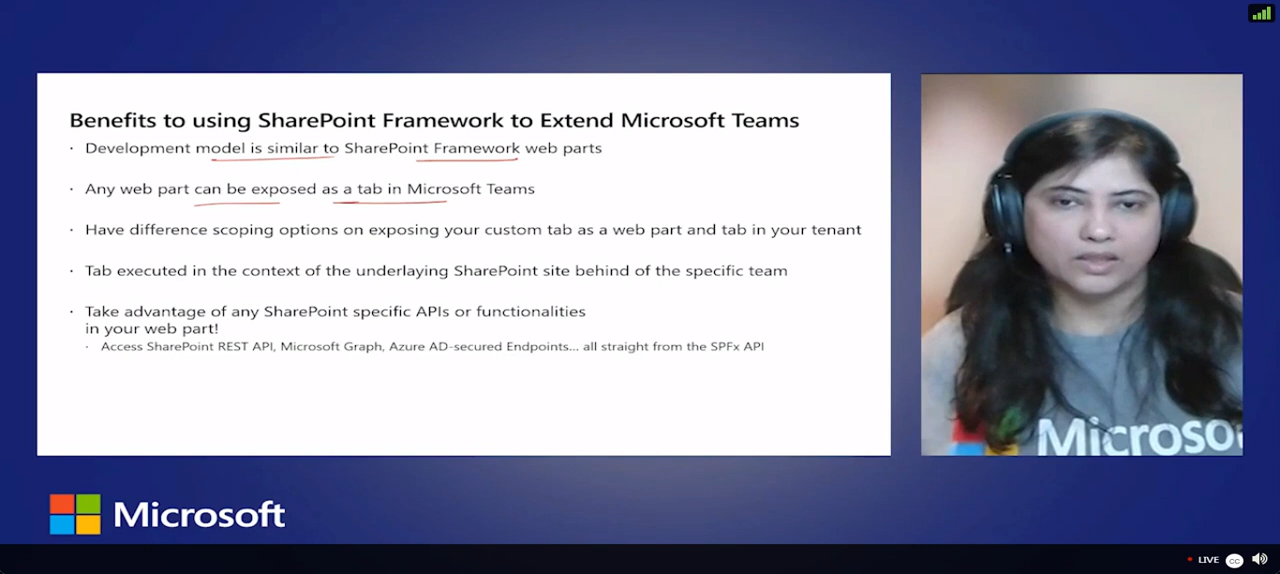 Benefits to using SharePoint Framework to Extend Microsoft Teams
· Development model is similar to SharePoint Framework web parts
· Any web part can be exposed as a tab in Microsoft Teams
· Have difference scoping options on exposing your custom tab as a web part and tab in your tenant
· Tab executed in the context of the underlaying SharePoint site behind of the specific team
· Take advantage of any SharePoint specific APIs or functionalities
in your web part!
· Access SharePoint REST API, Microsoft Graph, Azure AD-secured Endpoints... all straight from the SPFx API
Microso
Microsoft
LIVE
CC